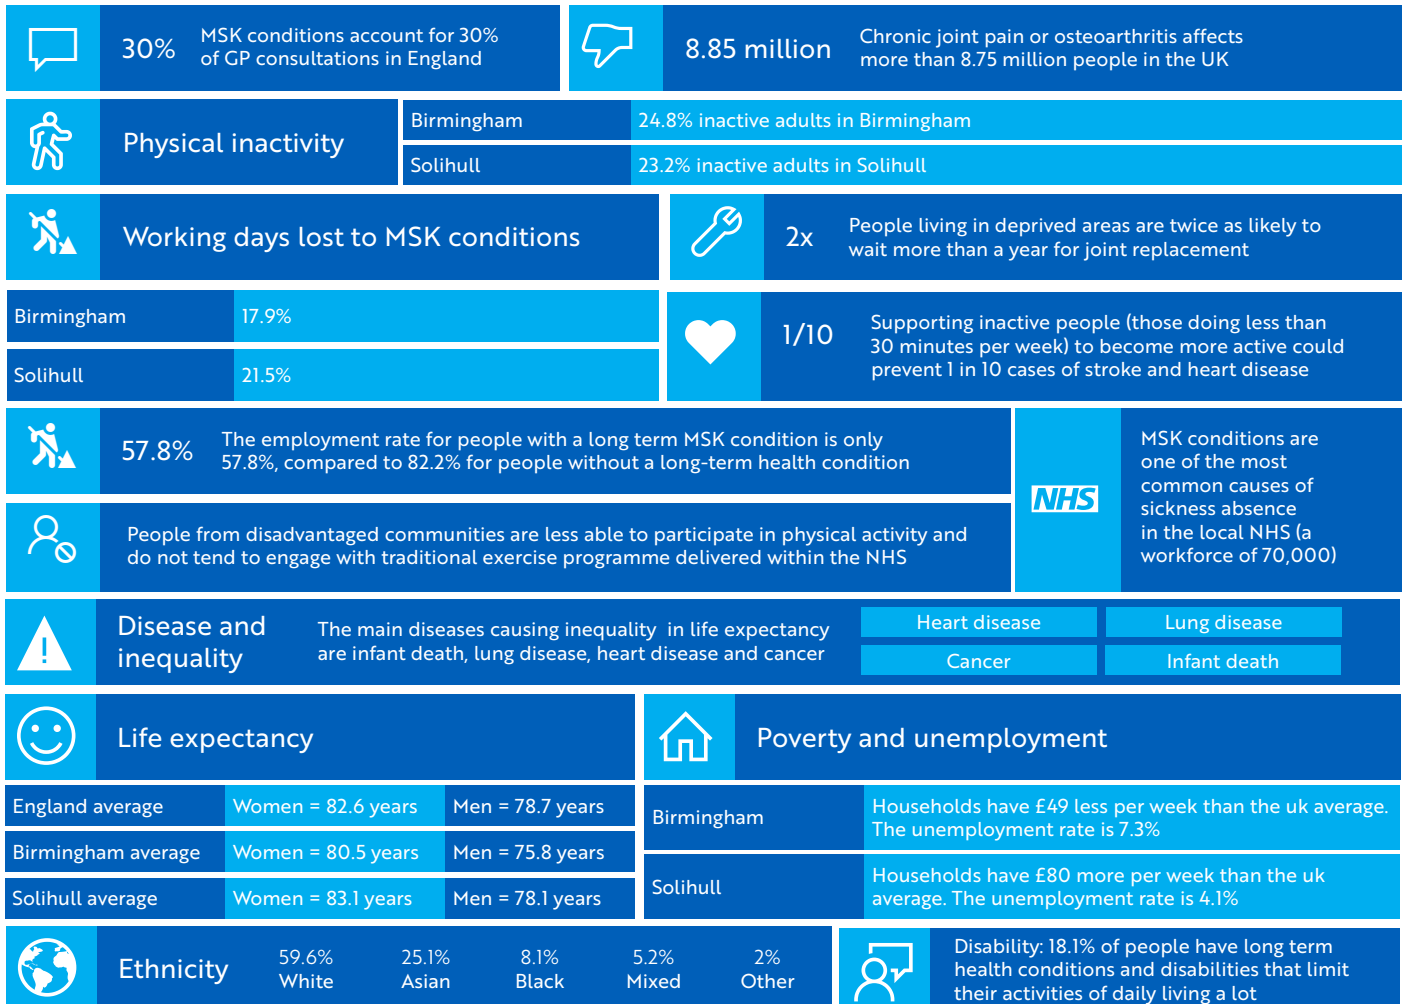 30%
MSK conditions account for 30%
of GP consultations in England
8.85 million
Chronic joint pain or osteoarthritis affects
more than 8.75 million people in the UK
Physical inactivity
Birmingham
24.8% inactive adults in Birmingham
Solihull
23.2% inactive adults in Solihull
Working days lost to MSK conditions
2x
People living in deprived areas are twice as likely to
wait more than a year for joint replacement
Birmingham
17.9%
Solihull
21.5%
1/10
Supporting inactive people (those doing less than
30 minutes per week) to become more active could
prevent 1 in 10 cases of stroke and heart disease
57.8%
The employment rate for people with a long term MSK condition is only
57.8%, compared to 82.2% for people without a long-term health condition
People from disadvantaged communities are less able to participate in physical activity and
do not tend to engage with traditional exercise programme delivered within the NHS
NHS
MSK conditions are
one of the most
common causes of
sickness absence
in the local NHS (a
workforce of 70,000)
!
Disease and
inequality
The main diseases causing inequality in life expectancy
are infant death, lung disease, heart disease and cancer
Heart disease
Lung disease
Cancer
Infant death
Life expectancy
England average
Women = 82.6 years
Men = 78.7 years
Birmingham average
Women = 80.5 years
Men = 75.8 years
Solihull average
Women = 83.1 years
Men = 78.1 years
Poverty and unemployment
Birmingham
Households have £49 less per week than the uk average.
The unemployment rate is 7.3%
Solihull
Households have £80 more per week than the uk
average. The unemployment rate is 4.1%
Ethnicity
59.6%
White
25.1%
Asian
8.1%
Black
5.2%
Mixed
2%
Other
Disability: 18.1% of people have long term
health conditions and disabilities that limit
their activities of daily living a lot